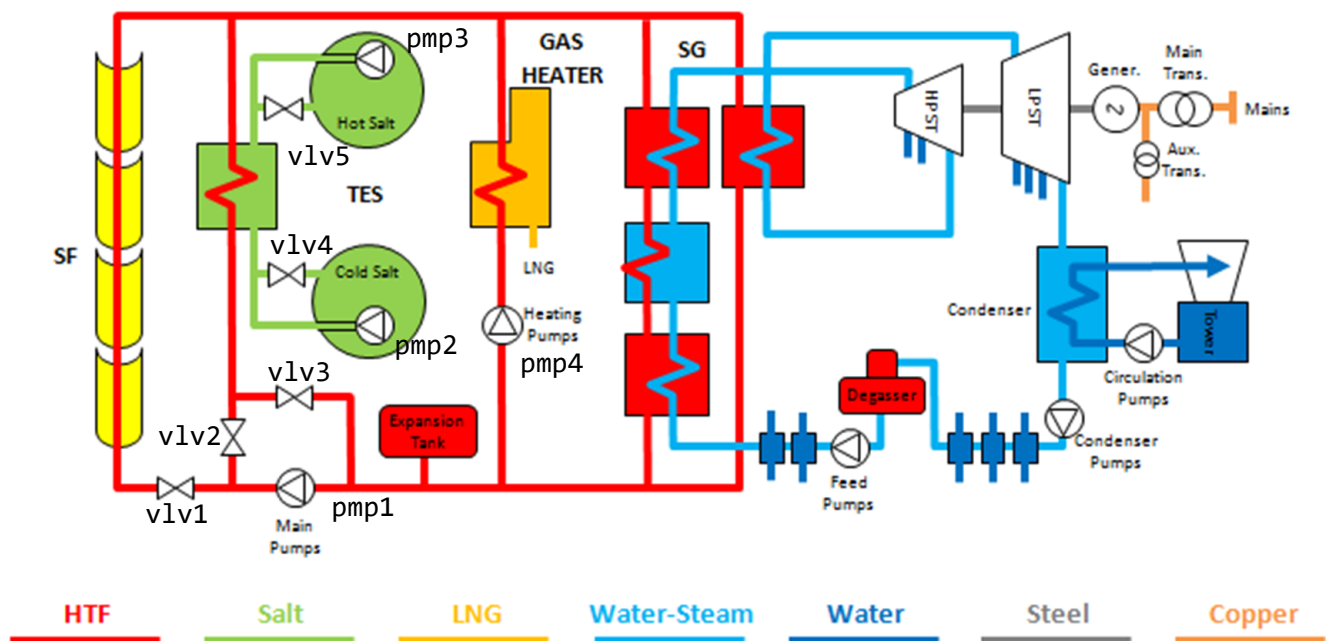 pmp3
GAS
HEATER
SG
Gener.
Main
Trans.
HPST
LPST
Mains
Hot Salt
vlv5
Aux.
Trans.
TES
SF
vlv4
Cold Salt
LNG
Heating
Pumps
pmp2
pmp4
Condenser
Tower
Circulation
Pumps
vlv3
Degasser
vlv2
Expansion
Tank
Condenser
Pumps
vlv1
pmp1
Main
Pumps
Feed
Pumps
HTF
Salt
LNG
Water-Steam
Water
Steel
Copper